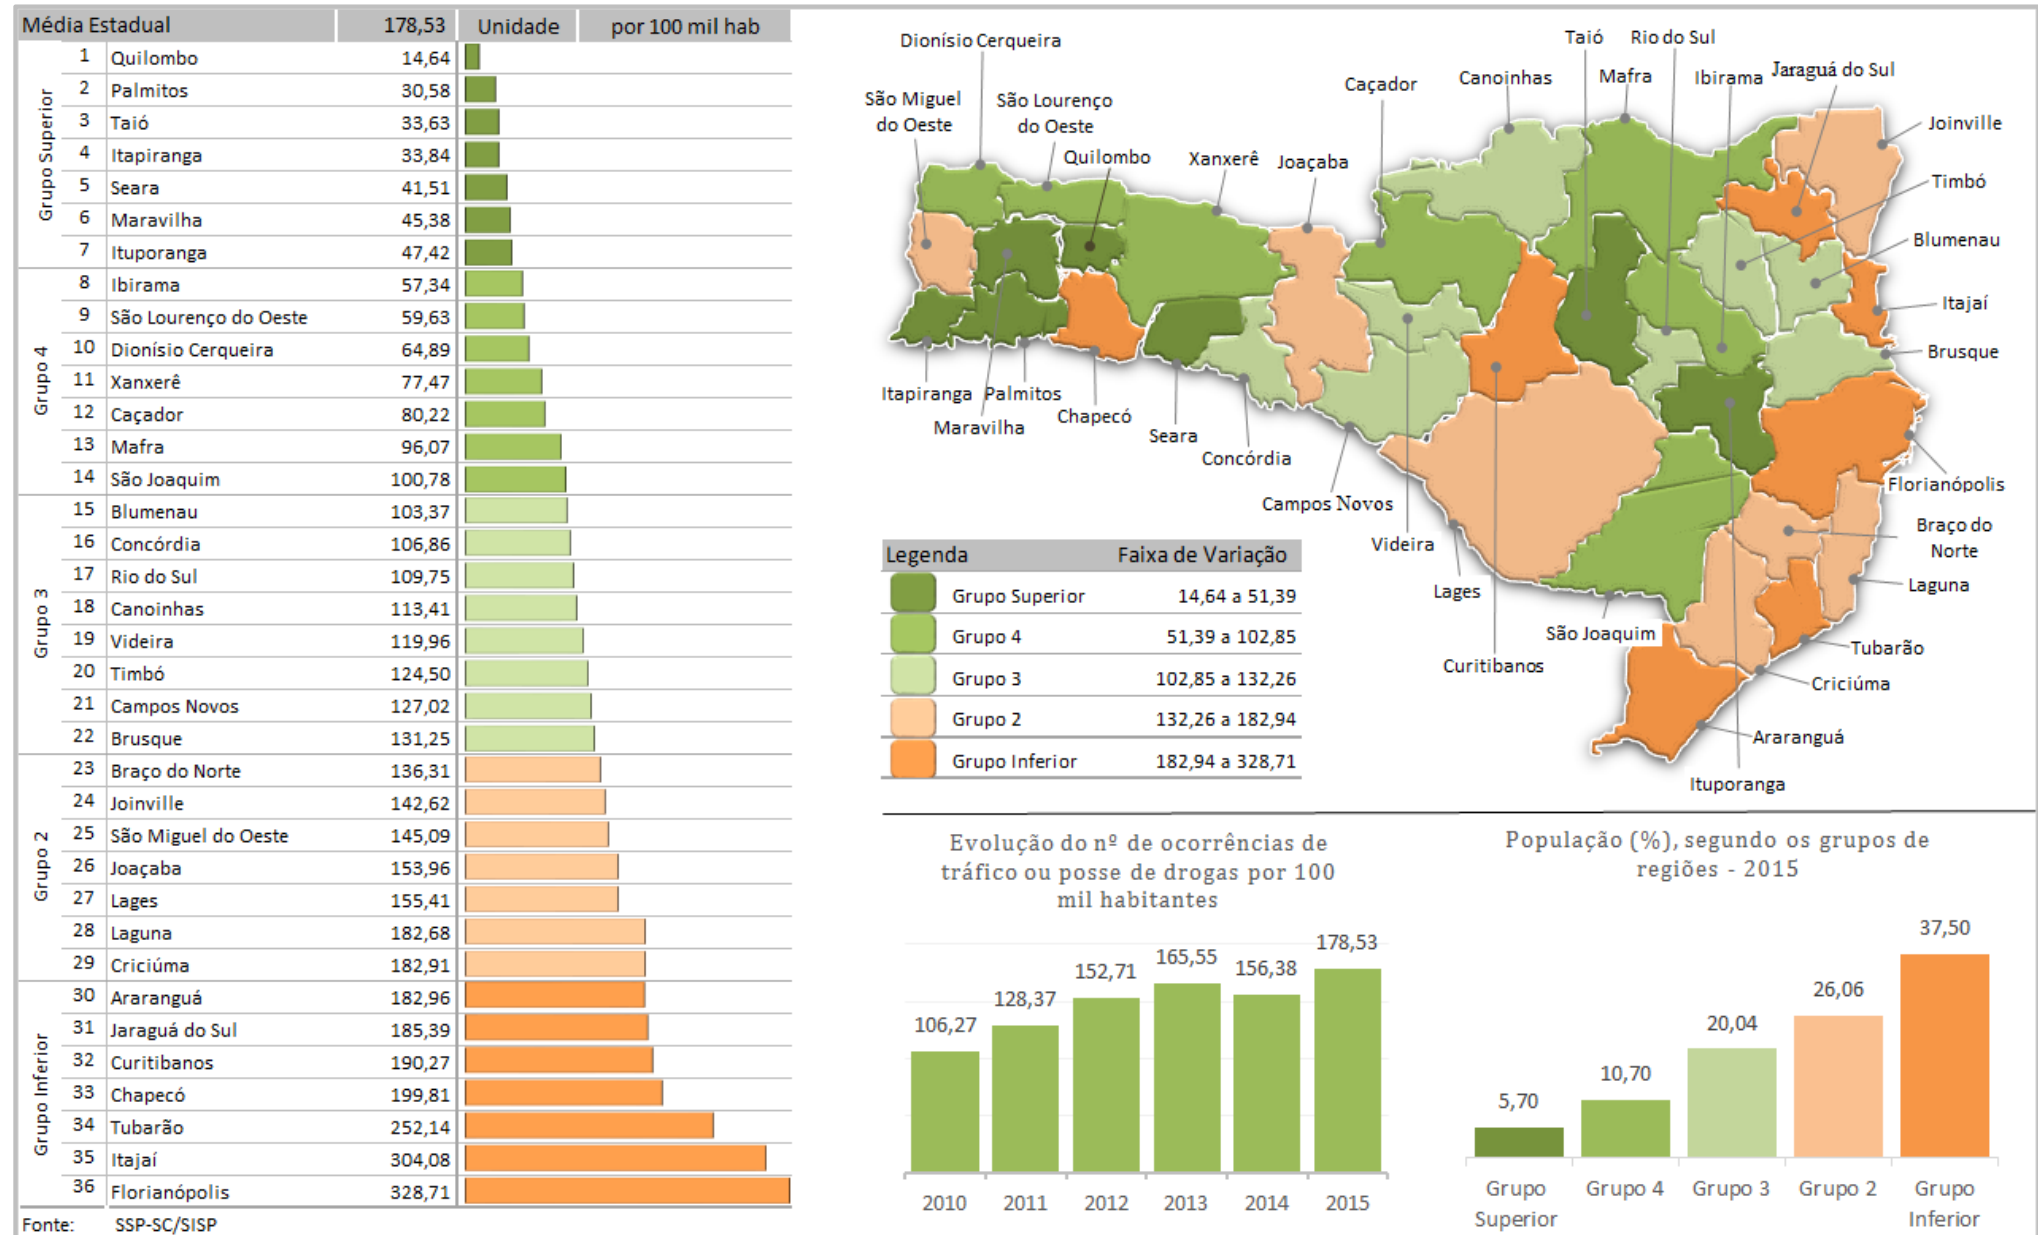 Média Estadual 178,53 Unidade por 100 mil hab
Grupo Superior
1 Quilombo 14,64
2 Palmitos 30,58
3 Taió 33,63
4 Itapiranga 33,84
5 Seara 41,51
6 Maravilha 45,38
7 Ituporanga 47,42
Grupo 4
8 Ibirama 57,34
9 São Lourenço do Oeste 59,63
10 Dionísio Cerqueira 64,89
11 Xanxerê 77,47
12 Caçador 80,22
13 Mafra 96,07
14 São Joaquim 100,78
Grupo 3
15 Blumenau 103,37
16 Concórdia 106,86
17 Rio do Sul 109,75
18 Canoinhas 113,41
19 Videira 119,96
20 Timbó 124,50
21 Campos Novos 127,02
22 Brusque 131,25
Grupo 2
23 Braço do Norte 136,31
24 Joinville 142,62
25 São Miguel do Oeste 145,09
26 Joaçaba 153,96
27 Lages 155,41
28 Laguna 182,68
29 Criciúma 182,91
Grupo Inferior
30 Araranguá 182,96
31 Jaraguá do Sul 185,39
32 Curitibanos 190,27
33 Chapecó 199,81
34 Tubarão 252,14
35 Itajaí 304,08
36 Florianópolis 328,71
Fonte: SSP-SC/SISP
Dionísio Cerqueira
São Miguel
do Oeste
São Lourenço
do Oeste
Quilombo
Xanxerê
Joaçaba
Caçador
Canoinhas
Taió
Mafra
Rio do Sul
Ibirama
Jaraguá do Sul
Joinville
Timbó
Blumenau
Itajaí
Brusque
Florianópolis
Braço do
Norte
Laguna
Tubarão
Criciúma
Araranguá
Ituporanga
São Joaquim
Curitibanos
Lages
Videira
Campos Novos
Concórdia
Seara
Chapecó
Palmitos
Maravilha
Itapiranga
Legenda Faixa de Variação
Grupo Superior 14,64 a 51,39
Grupo 4 51,39 a 102,85
Grupo 3 102,85 a 132,26
Grupo 2 132,26 a 182,94
Grupo Inferior 182,94 a 328,71
Evolução do nº de ocorrências de
tráfico ou posse de drogas por 100
mil habitantes
106,27 128,37 152,71 165,55 156,38 178,53
2010 2011 2012 2013 2014 2015
População (%), segundo os grupos de
regiões - 2015
5,70 10,70 20,04 26,06 37,50
Grupo Superior
Grupo 4
Grupo 3
Grupo 2
Grupo Inferior